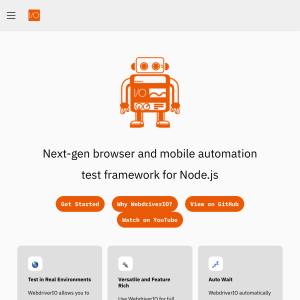 I/O
I/O
Next-gen browser and mobile automation
test framework for Node.js
Get Started
Why WebdriverIO?
View on GitHub
Watch on YouTube
Test in Real Environments
Versatile and Feature
Rich
Auto Wait
WebdriverIO allows you to
Use WebdriverIO for full
WebdriverIO automatically